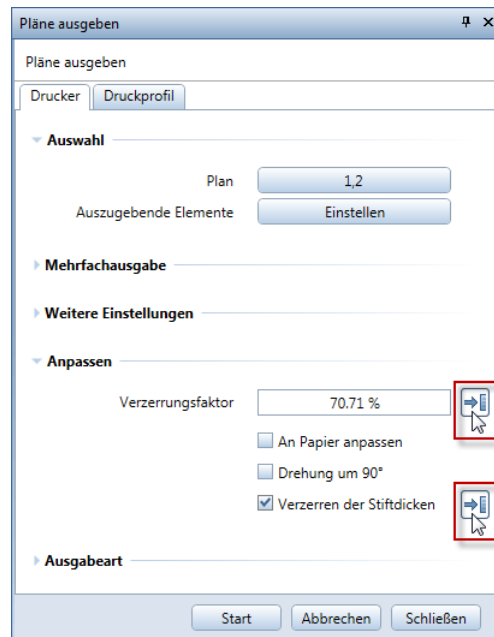 Pläne ausgeben
Pläne ausgeben
Drucker Druckprofil
Auswahl
Plan 1,2
Auszugebende Elemente Einstellen
Mehrfachausgabe
Weitere Einstellungen
Anpassen
Verzerrungsfaktor 70.71 %
An Papier anpassen
Drehung um 90°
Verzerren der Stiftdicken
Ausgabeart
Start Abbrechen Schließen